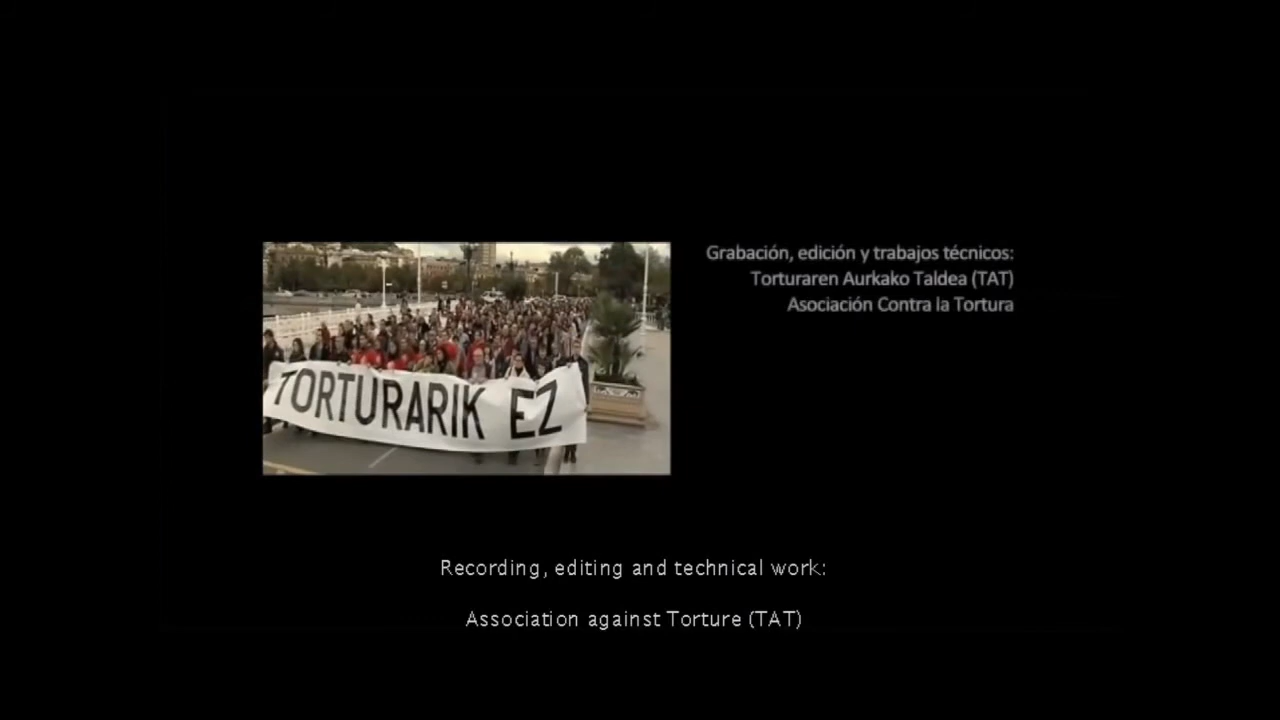 Grabación, edición y trabajos técnicos:
Torturaren Aurkako Taldea (TAT)
Asociación Contra la Tortura
TORTURARIK EZ
Recording, editing and technical work:
Association against Torture (TAT)